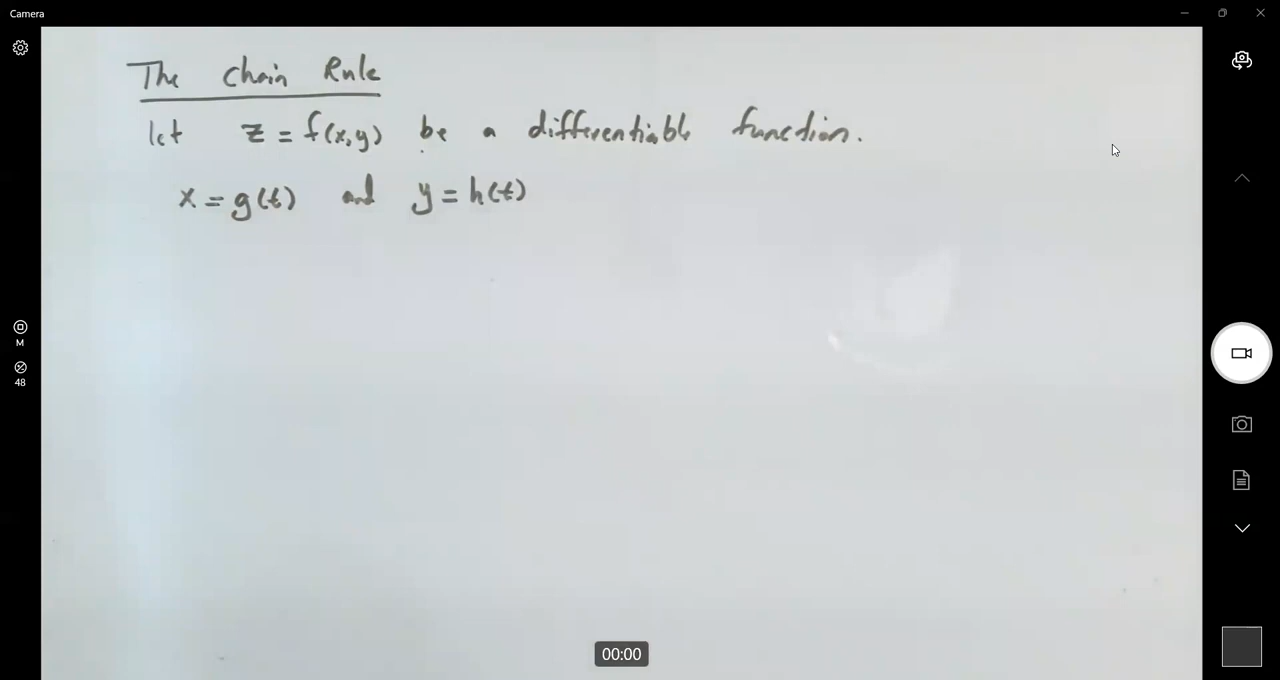 Camera
The Chain Rule
let z = f(x,y) be a differentiable function.
x = g(t) and y = h(t)
M
48
00:00